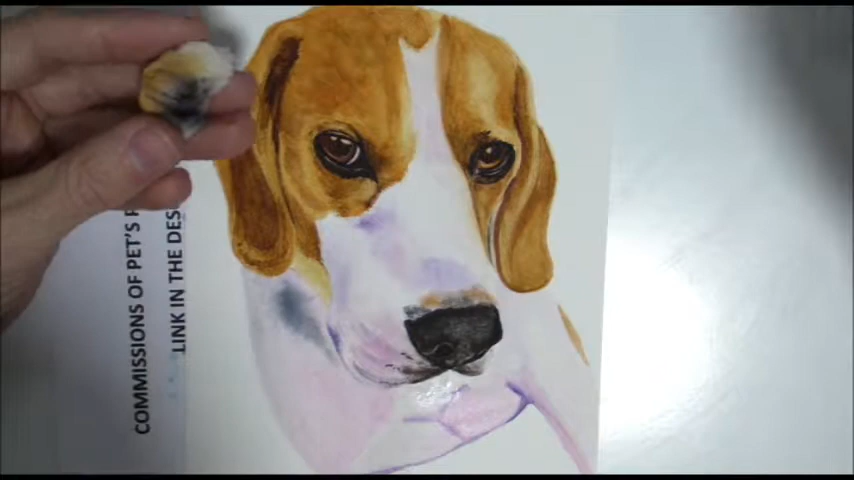 COMMISSIONS OF PET'S
LINK IN THE DES